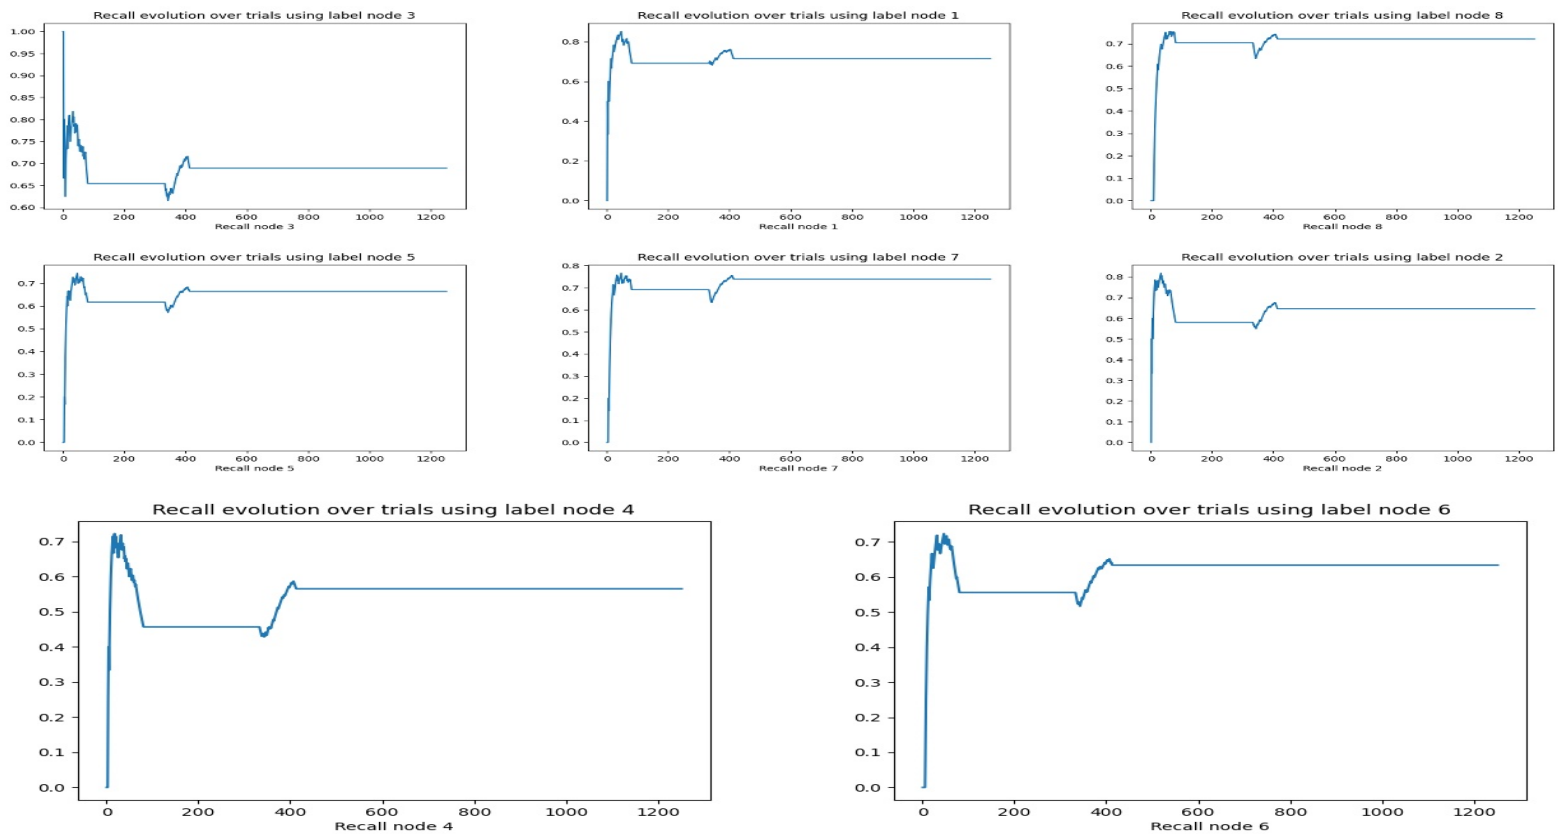 Recall evolution over trials using label node 3
1.00
0.95
0.90
0.85
0.80
0.75
0.70
0.65
0.60
0 200 400 600 800 1000 1200
Recall node 3
Recall evolution over trials using label node 1
0.8
0.6
0.4
0.2
0.0
0 200 400 600 800 1000 1200
Recall node 1
Recall evolution over trials using label node 8
0.7
0.6
0.5
0.4
0.3
0.2
0.1
0.0
0 200 400 600 800 1000 1200
Recall node 8
Recall evolution over trials using label node 5
0.7
0.6
0.5
0.4
0.3
0.2
0.1
0.0
0 200 400 600 800 1000 1200
Recall node 5
Recall evolution over trials using label node 7
0.8
0.7
0.6
0.5
0.4
0.3
0.2
0.1
0.0
0 200 400 600 800 1000 1200
Recall node 7
Recall evolution over trials using label node 2
0.8
0.7
0.6
0.5
0.4
0.3
0.2
0.1
0.0
0 200 400 600 800 1000 1200
Recall node 2
Recall evolution over trials using label node 4
0.7
0.6
0.5
0.4
0.3
0.2
0.1
0.0
0 200 400 600 800 1000 1200
Recall node 4
Recall evolution over trials using label node 6
0.7
0.6
0.5
0.4
0.3
0.2
0.1
0.0
0 200 400 600 800 1000 1200
Recall node 6